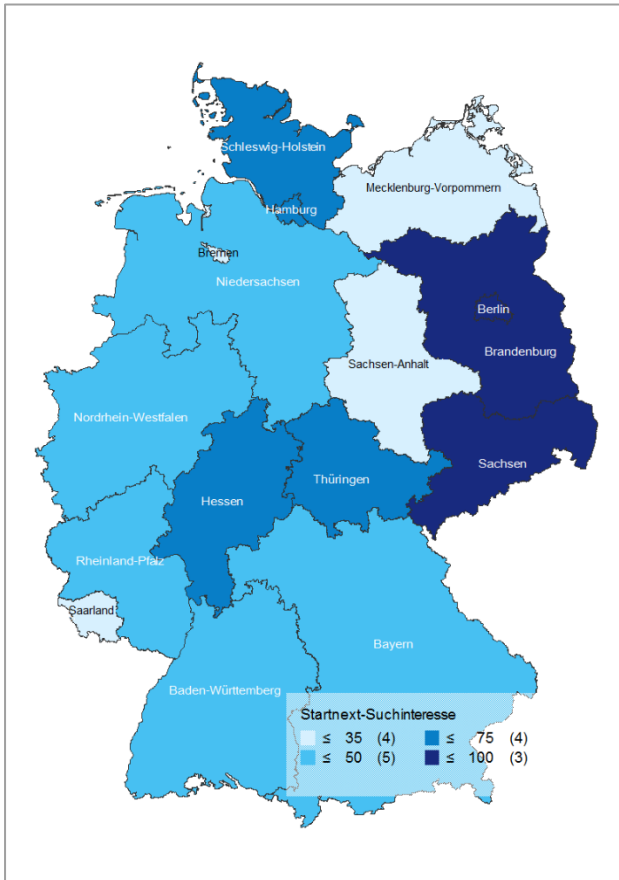 Schleswig-Holstein
Mecklenburg-Vorpommern
Hamburg
Bremen
Niedersachsen
Berlin
Brandenburg
Sachsen-Anhalt
Nordrhein-Westfalen
Sachsen
Thüringen
Hessen
Rheinland-Pfalz
Saarland
Bayern
Baden-Württemberg
Startnext-Suchinteresse
≤ 35 (4) ≤ 75 (4)
≤ 50 (5) ≤ 100 (3)